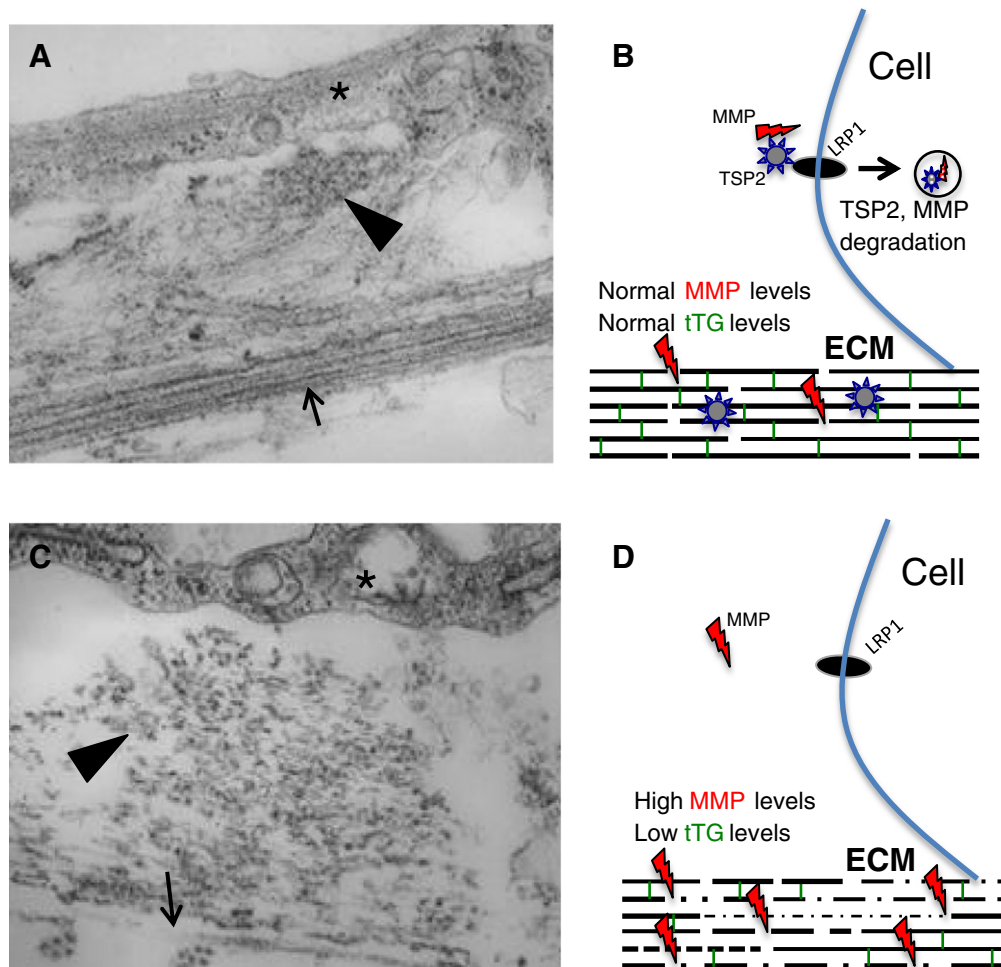 A
*
B
Cell
MMP
LRP1
TSP2
TSP2, MMP
degradation
Normal MMP levels
Normal tTG levels
ECM
C
*
D
Cell
MMP
LRP1
High MMP levels
Low tTG levels
ECM